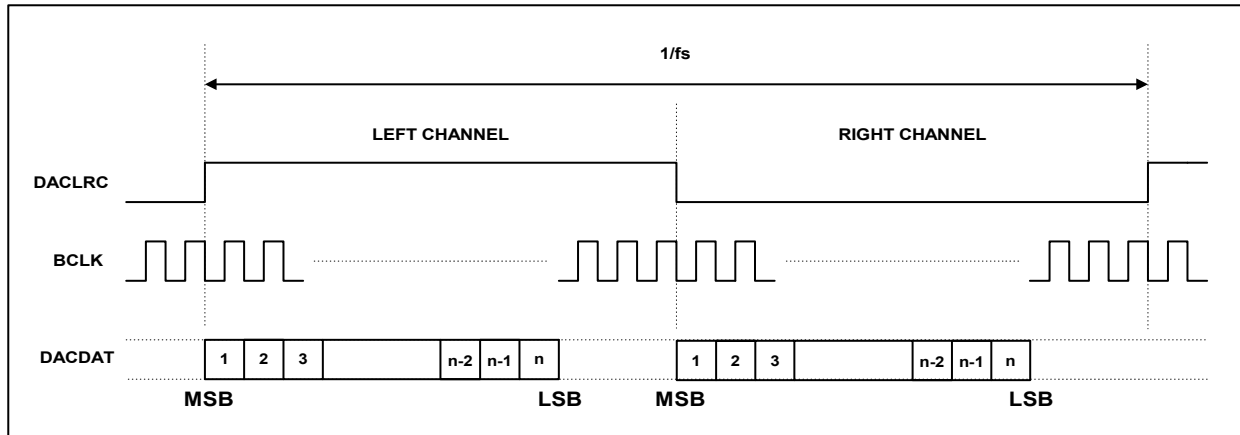 1/fs
LEFT CHANNEL RIGHT CHANNEL
DACLRC
BCLK
DACDAT 1 2 3 n-2 n-1 n 1 2 3 n-2 n-1 n
MSB LSB MSB LSB